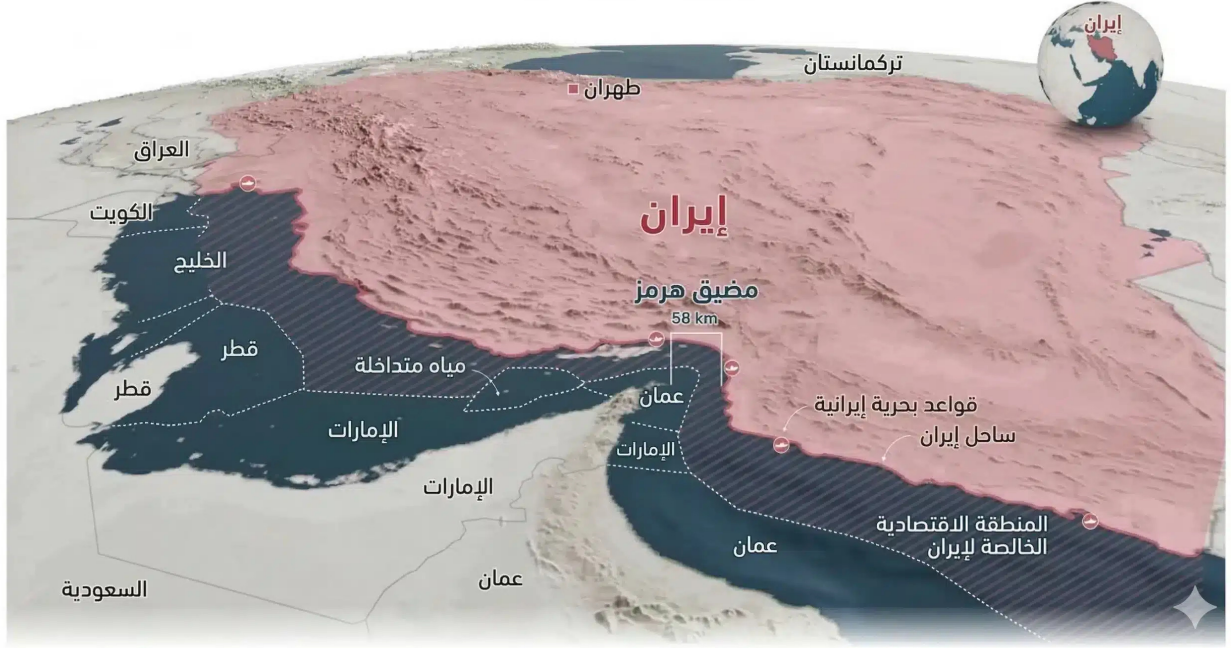 إيران
تركمانستان
طهران
العراق
الكويت
إيران
الخليج
مضيق هرمز
58 km
قطر
مياه متداخلة
قطر
عمان
قواعد بحرية إيرانية
الإمارات
ساحل إيران
الإمارات
الإمارات
المنطقة الاقتصادية
الخالصة لإيران
عمان
عمان
السعودية